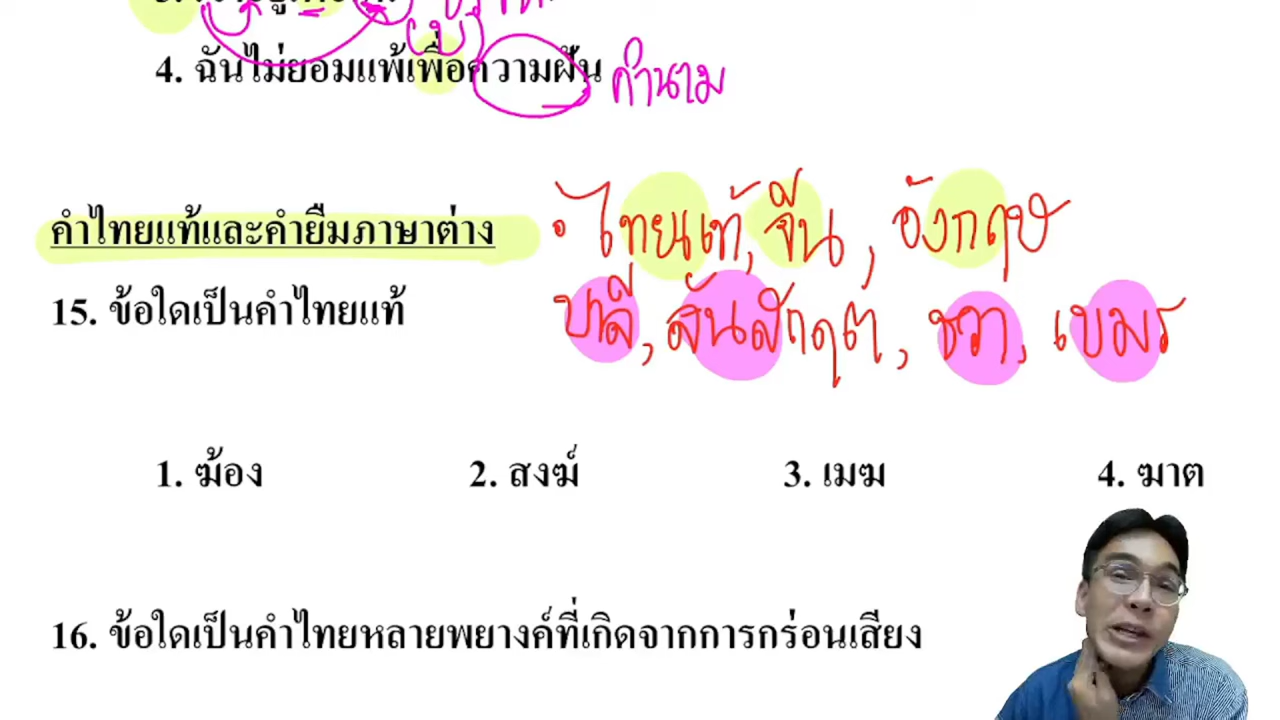 4. ฉันไม่ยอมแพ้เพื่อความฝัน คำนาม
คำไทยแท้และคำยืมภาษาต่าง
• ไทยแท้, จีน, อังกฤษ
15. ข้อใดเป็นคำไทยแท้
บาลี, สันสกฤต, ชวา, เขมร
1. ฆ้อง 2. สงฆ์ 3. เมฆ 4. ฆาต
16. ข้อใดเป็นคำไทยหลายพยางค์ที่เกิดจากการกร่อนเสียง